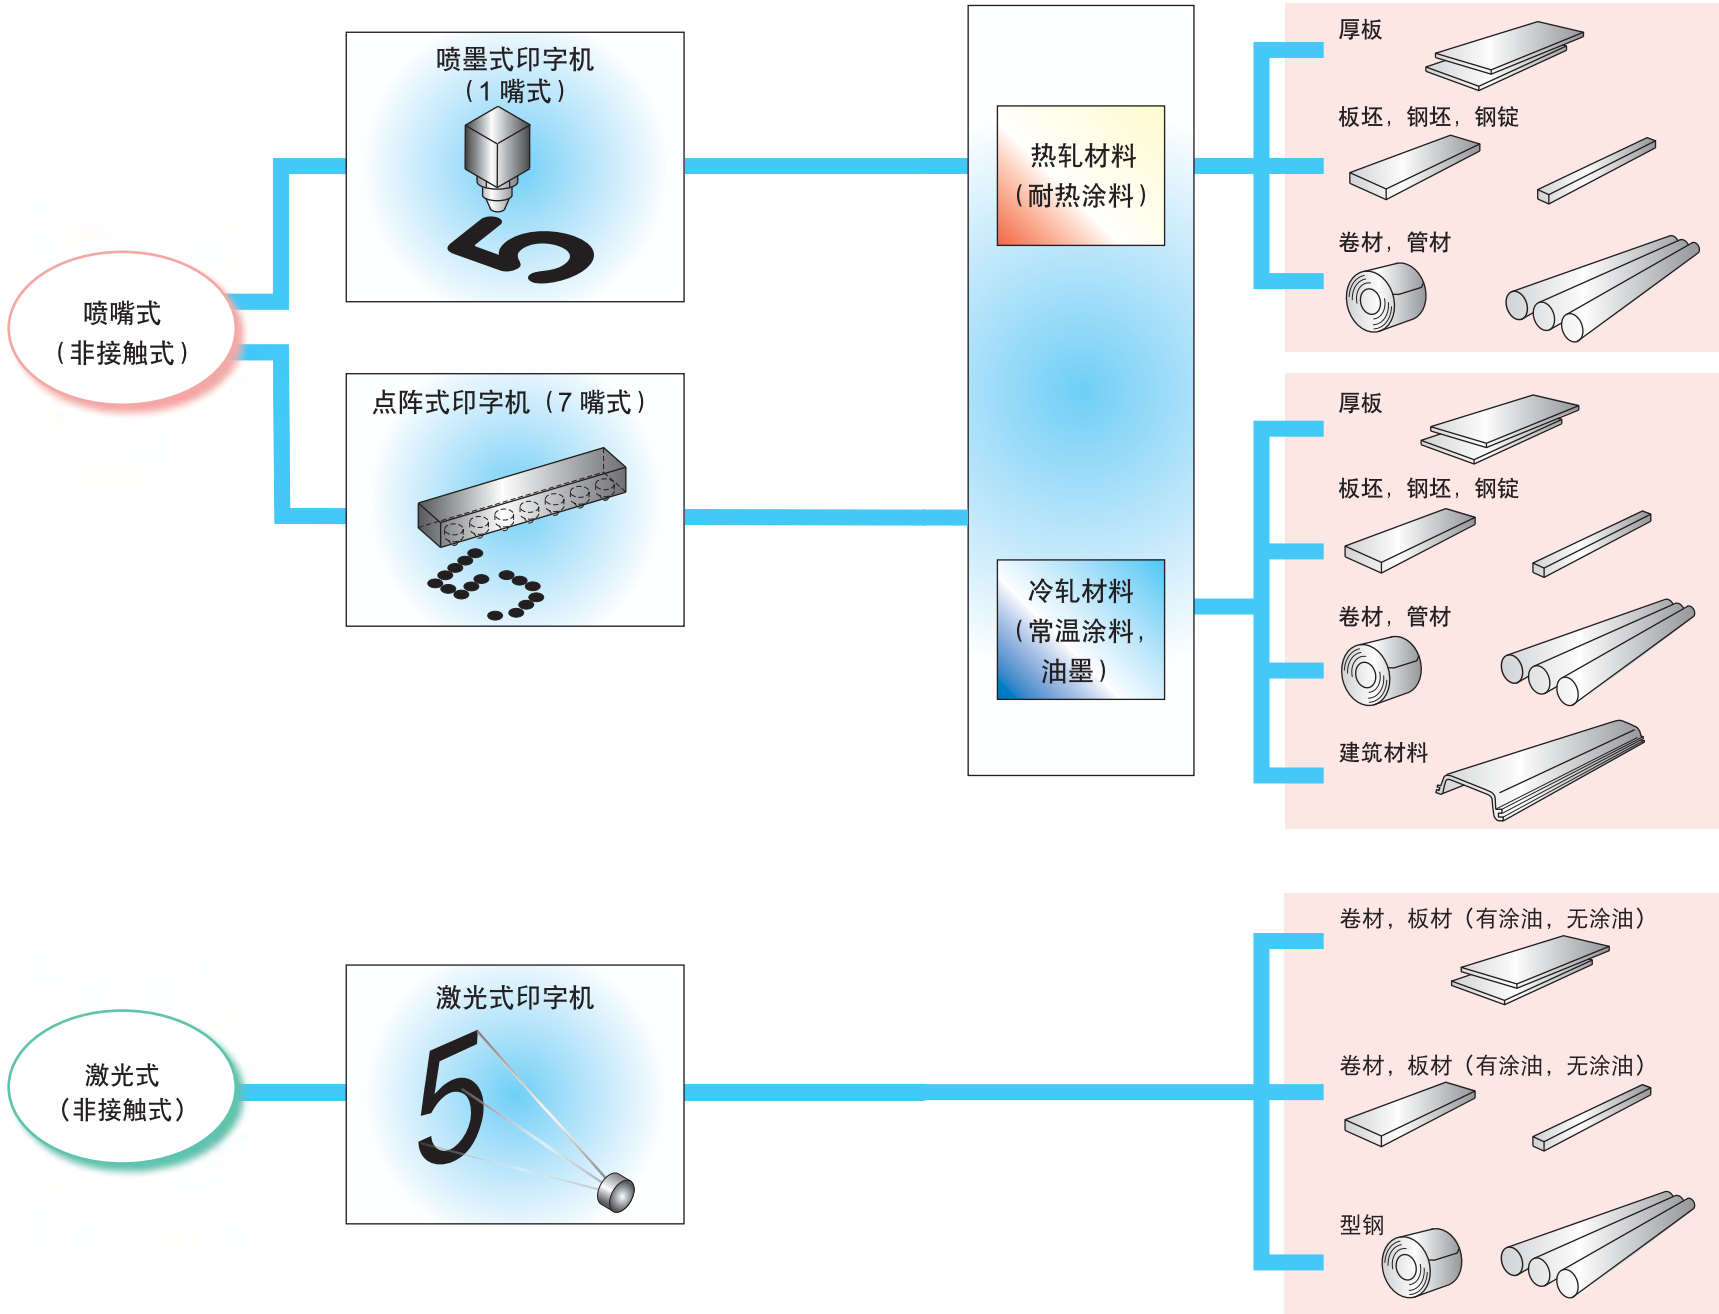 喷嘴式
（非接触式）
喷墨式印字机
（1 嘴式）
点阵式印字机（7 嘴式）
热轧材料
（耐热涂料）
冷轧材料
（常温涂料，
油墨）
厚板
板坯，钢坯，钢锭
卷材，管材
厚板
板坯，钢坯，钢锭
卷材，管材
建筑材料
激光式
（非接触式）
激光式印字机
卷材，板材（有涂油，无涂油）
卷材，板材（有涂油，无涂油）
型钢